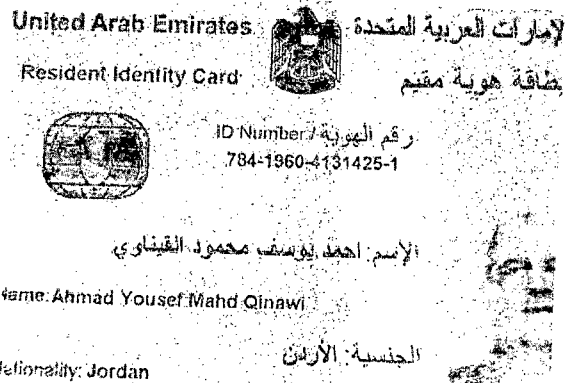 United Arab Emirates
الإمارات العربية المتحدة
Resident Identity Card
بطاقة هوية مقيم
ID Number / رقم الهوية
784-1960-4131425-1
الإسم: احمد يوسف محمود القيناوي
Name: Ahmad Yousef Mahd Qinawi
الجنسية: الأردن
Nationality: Jordan